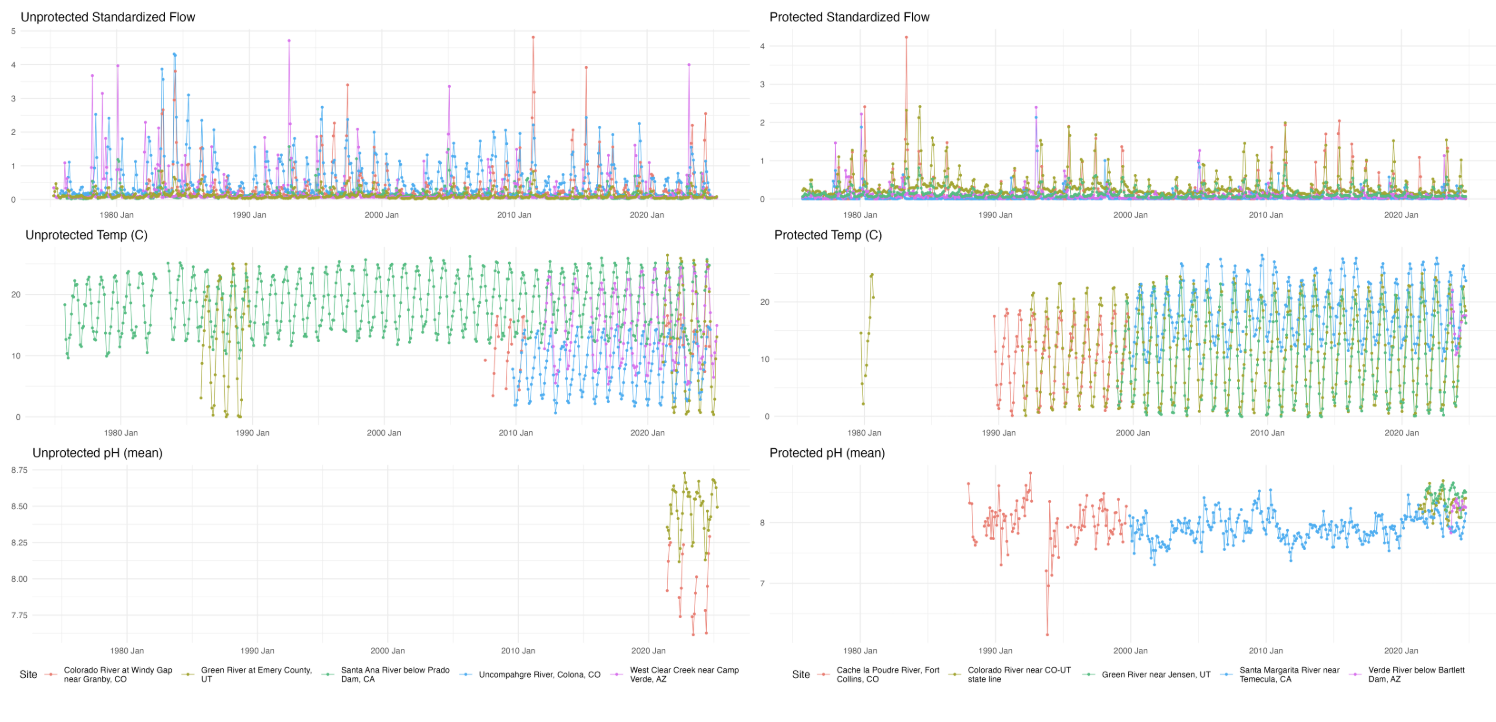 Unprotected Standardized Flow
5
4
3
2
1
0
1980 Jan 1990 Jan 2000 Jan 2010 Jan 2020 Jan
Protected Standardized Flow
4
3
2
1
0
1980 Jan 1990 Jan 2000 Jan 2010 Jan 2020 Jan
Unprotected Temp (C)
20
10
0
1980 Jan 1990 Jan 2000 Jan 2010 Jan 2020 Jan
Protected Temp (C)
20
10
0
1980 Jan 1990 Jan 2000 Jan 2010 Jan 2020 Jan
Unprotected pH (mean)
8.75
8.50
8.25
8.00
7.75
1980 Jan 1990 Jan 2000 Jan 2010 Jan 2020 Jan
Protected pH (mean)
8
7
1980 Jan 1990 Jan 2000 Jan 2010 Jan 2020 Jan
Site
Colorado River at Windy Gap
near Granby, CO
Green River at Emery County,
UT
Santa Ana River below Prado
Dam, CA
Uncompahgre River, Colona, CO
West Clear Creek near Camp
Verde, AZ
Site
Cache la Poudre River, Fort
Collins, CO
Colorado River near CO-UT
state line
Green River near Jensen, UT
Santa Margarita River near
Temecula, CA
Verde River below Bartlett
Dam, AZ